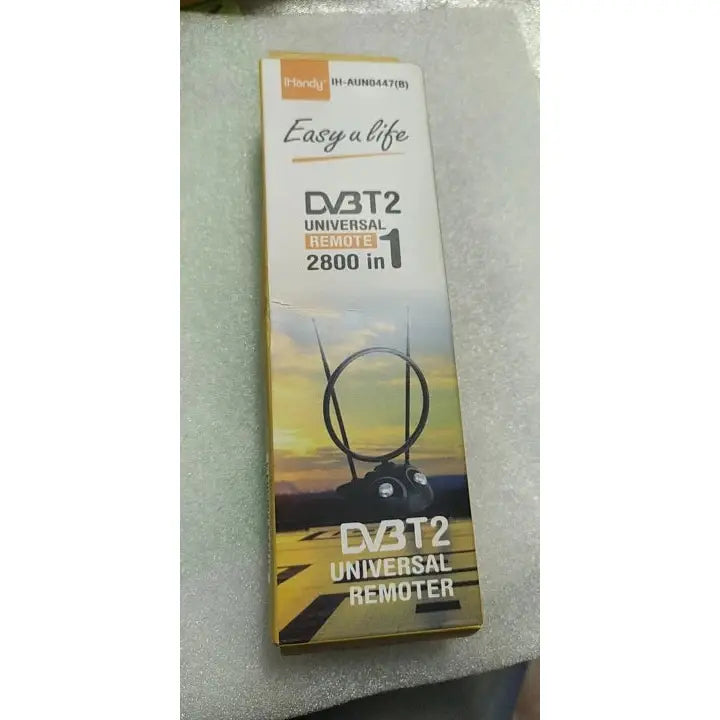 iHandy IH-AUN0447(B)
Easy u life
DVBT2
UNIVERSAL
REMOTE 1
2800 in
DVBT2
UNIVERSAL
REMOTER